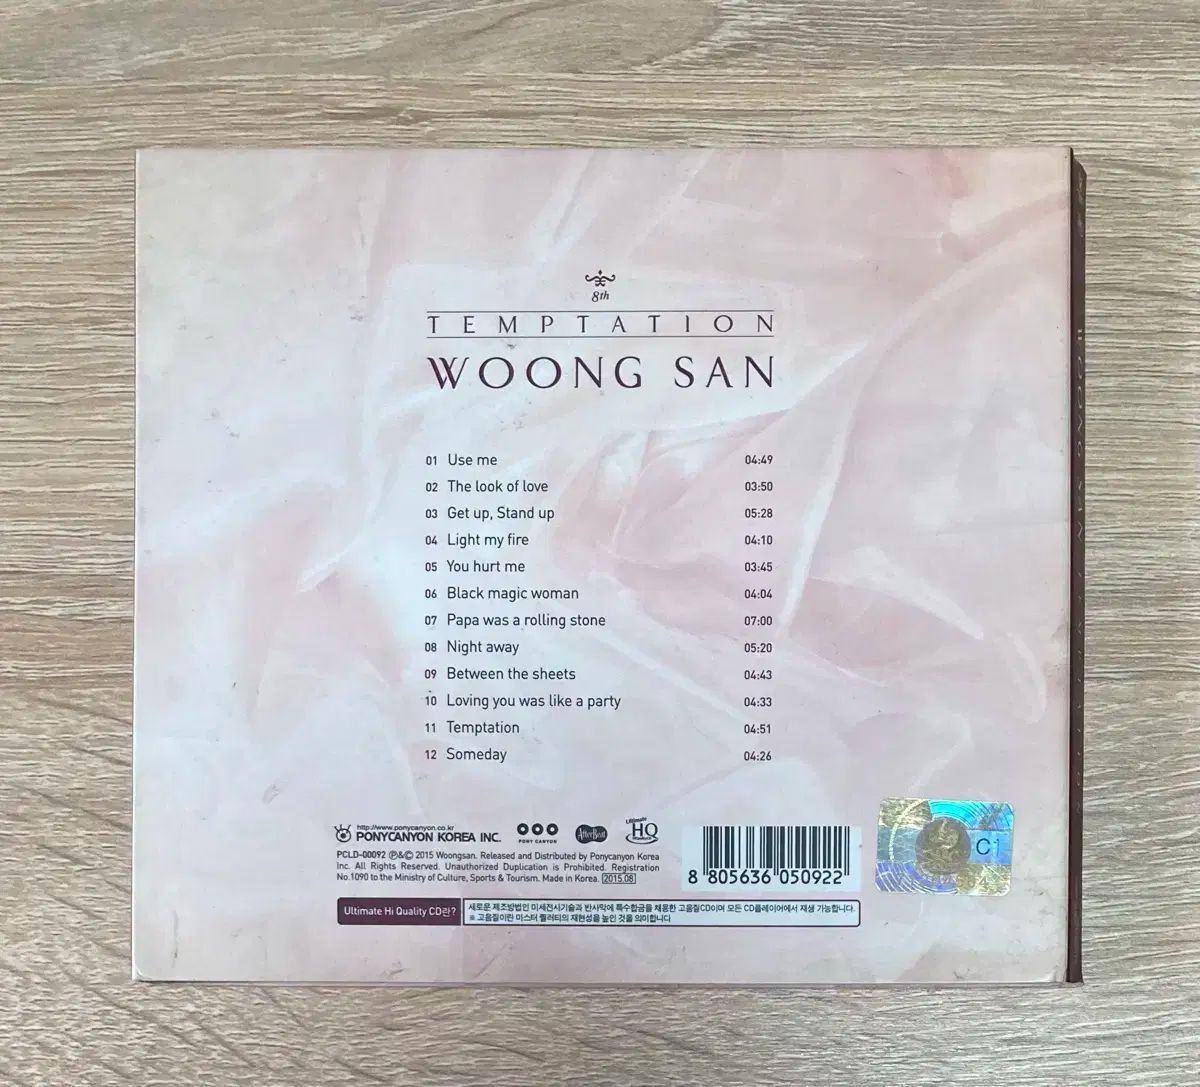 8th
TEMPTATION
WOONG SAN
01 Use me 04:49
02 The look of love 03:50
03 Get up, Stand up 05:28
04 Light my fire 04:10
05 You hurt me 03:45
06 Black magic woman 04:04
07 Papa was a rolling stone 07:00
08 Night away 05:20
09 Between the sheets 04:43
10 Loving you was like a party 04:33
11 Temptation 04:51
12 Someday 04:26
http://www.ponycanyon.co.kr
PONYCANYON KOREA INC.
PONY CANYON
AfterBeat
Ultimate
HQ
PCLD-00092 ℗&© 2015 Woongsan. Released and Distributed by Ponycanyon Korea
Inc. All Rights Reserved. Unauthorized Duplication is Prohibited. Registration
No.1090 to the Ministry of Culture, Sports & Tourism. Made in Korea. 2015.08
8 805636 050922
C1
Ultimate Hi Quality CD란?
새로운 제조방법인 미세전사기술과 반사막에 특수합금을 채용한 고음질CD이며 모든 CD플레이어에서 재생 가능합니다.
※ 고음질이란 마스터 퀄러티의 재현성을 높인 것을 의미합니다
WOONG SAN